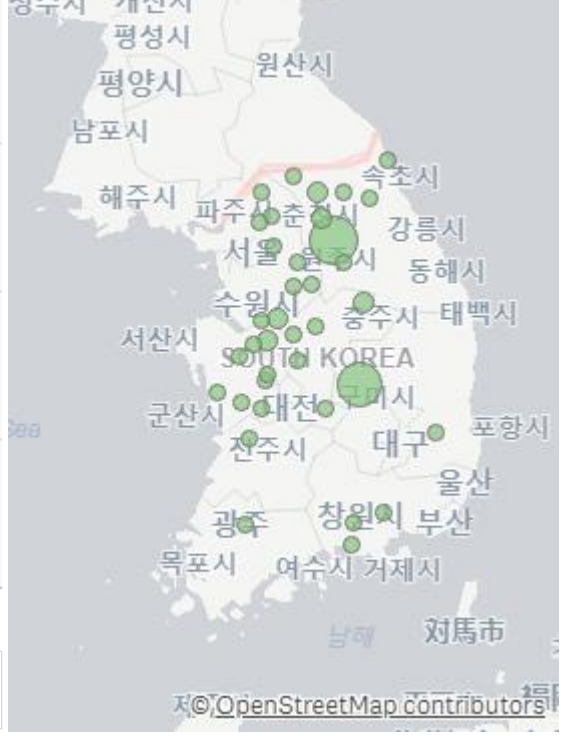 개천시
평성시
원산시
평양시
남포시
속초시
해주시
파주시
춘천시
강릉시
서울
원주시
동해시
수원시
충주시
태백시
서산시
SOUTH KOREA
구미시
군산시
대전
포항시
전주시
대구
울산
광주
창원시
부산
목포시
여수시
거제시
남해
対馬市
© OpenStreetMap contributors